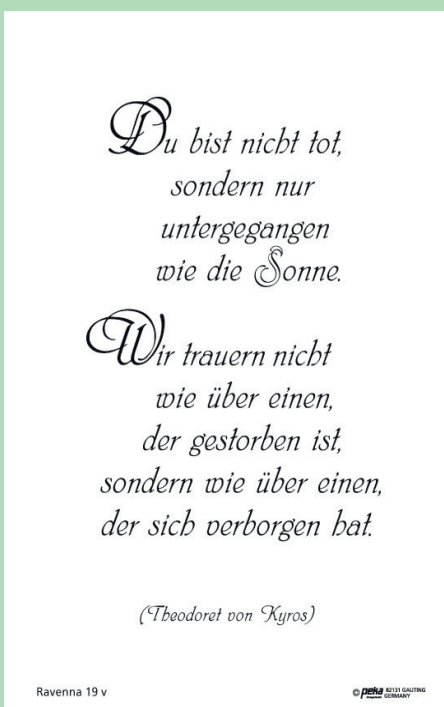 Du bist nicht tot,
sondern nur
untergegangen
wie die Sonne.
Wir trauern nicht
wie über einen,
der gestorben ist,
sondern wie über einen,
der sich verborgen hat.
(Theodoret von Kyros)
Ravenna 19 v
© peka 82131 GAUTING
GERMANY